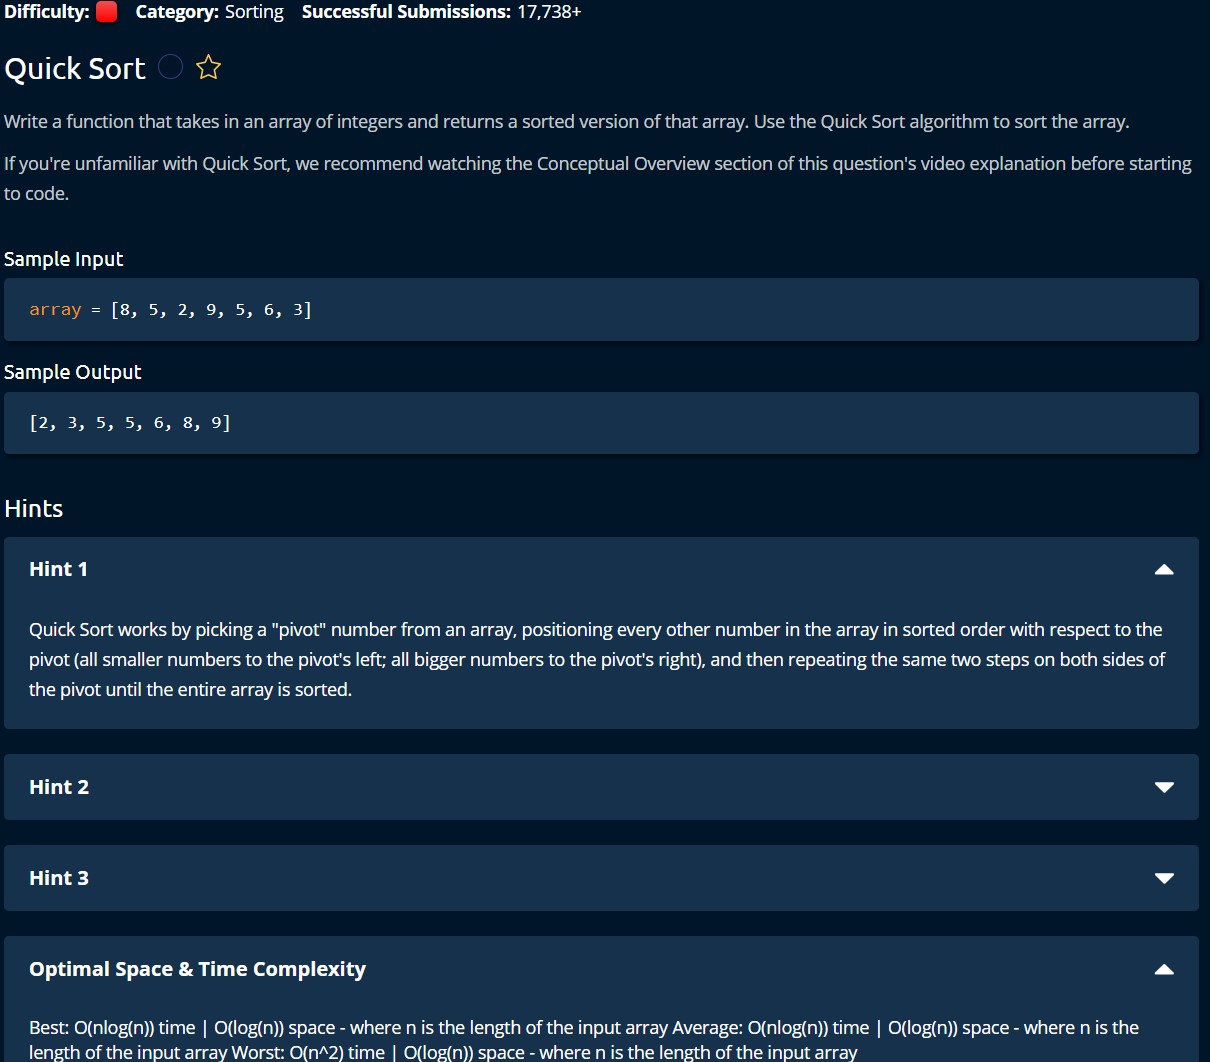 Difficulty: Category: Sorting Successful Submissions: 17,738+
Quick Sort
Write a function that takes in an array of integers and returns a sorted version of that array. Use the Quick Sort algorithm to sort the array.
If you're unfamiliar with Quick Sort, we recommend watching the Conceptual Overview section of this question's video explanation before starting
to code.
Sample Input
array = [8, 5, 2, 9, 5, 6, 3]
Sample Output
[2, 3, 5, 5, 6, 8, 9]
Hints
Hint 1
Quick Sort works by picking a "pivot" number from an array, positioning every other number in the array in sorted order with respect to the
pivot (all smaller numbers to the pivot's left; all bigger numbers to the pivot's right), and then repeating the same two steps on both sides of
the pivot until the entire array is sorted.
Hint 2
Hint 3
Optimal Space & Time Complexity
Best: O(nlog(n)) time | O(log(n)) space - where n is the length of the input array Average: O(nlog(n)) time | O(log(n)) space - where n is the
length of the input array Worst: O(n^2) time | O(log(n)) space - where n is the length of the input array